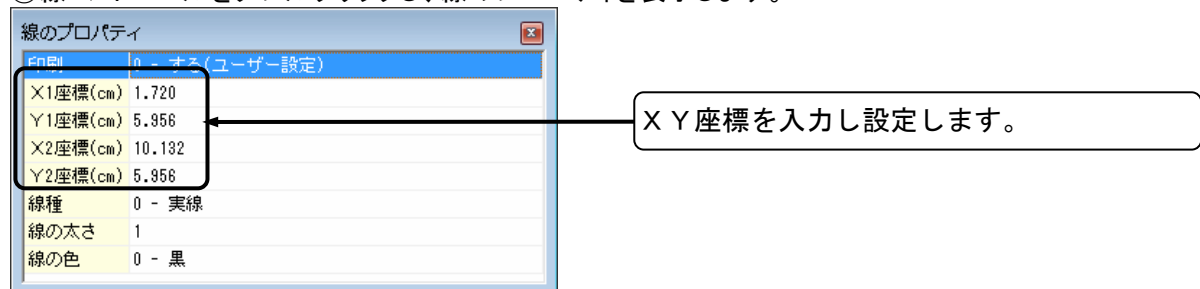 線のプロパティ
印刷 0 - する(ユーザー設定)
X1座標(cm) 1.720
Y1座標(cm) 5.956
X2座標(cm) 10.132
Y2座標(cm) 5.956
線種 0 - 実線
線の太さ 1
線の色 0 - 黒
ＸＹ座標を入力し設定します。